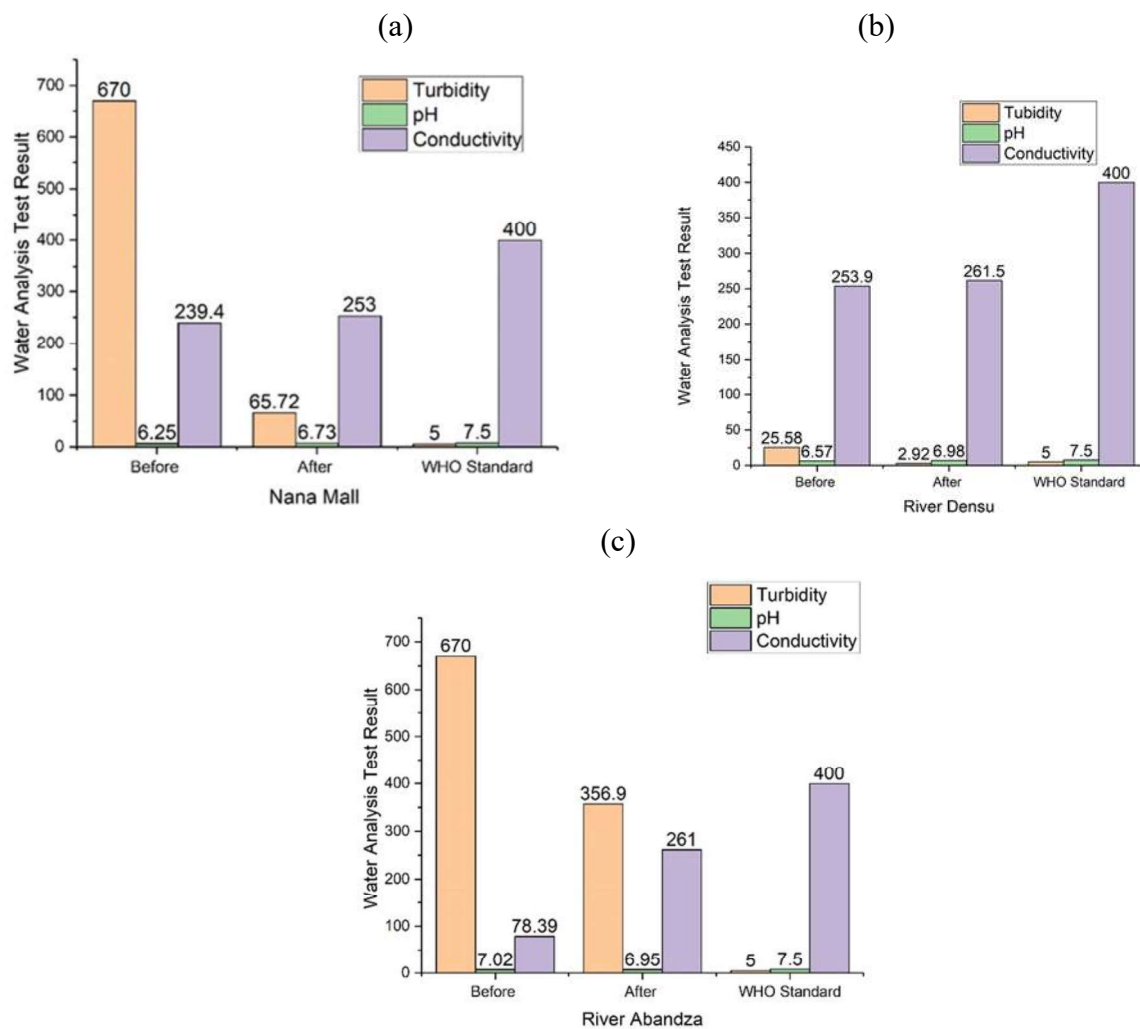 (a)
Turbidity
pH
Conductivity
Water Analysis Test Result
700
600
500
400
300
200
100
0
670
6.25
239.4
65.72
6.73
253
5
7.5
400
Before
After
WHO Standard
Nana Mall
(b)
Tubidity
pH
Conductivity
Water Analysis Test Result
450
400
350
300
250
200
150
100
50
0
25.58
6.57
253.9
2.92
6.98
261.5
5
7.5
400
Before
After
WHO Standard
River Densu
(c)
Turbidity
pH
Conductivity
Water Analysis Test Result
700
600
500
400
300
200
100
0
670
7.02
78.39
356.9
6.95
261
5
7.5
400
Before
After
WHO Standard
River Abandza